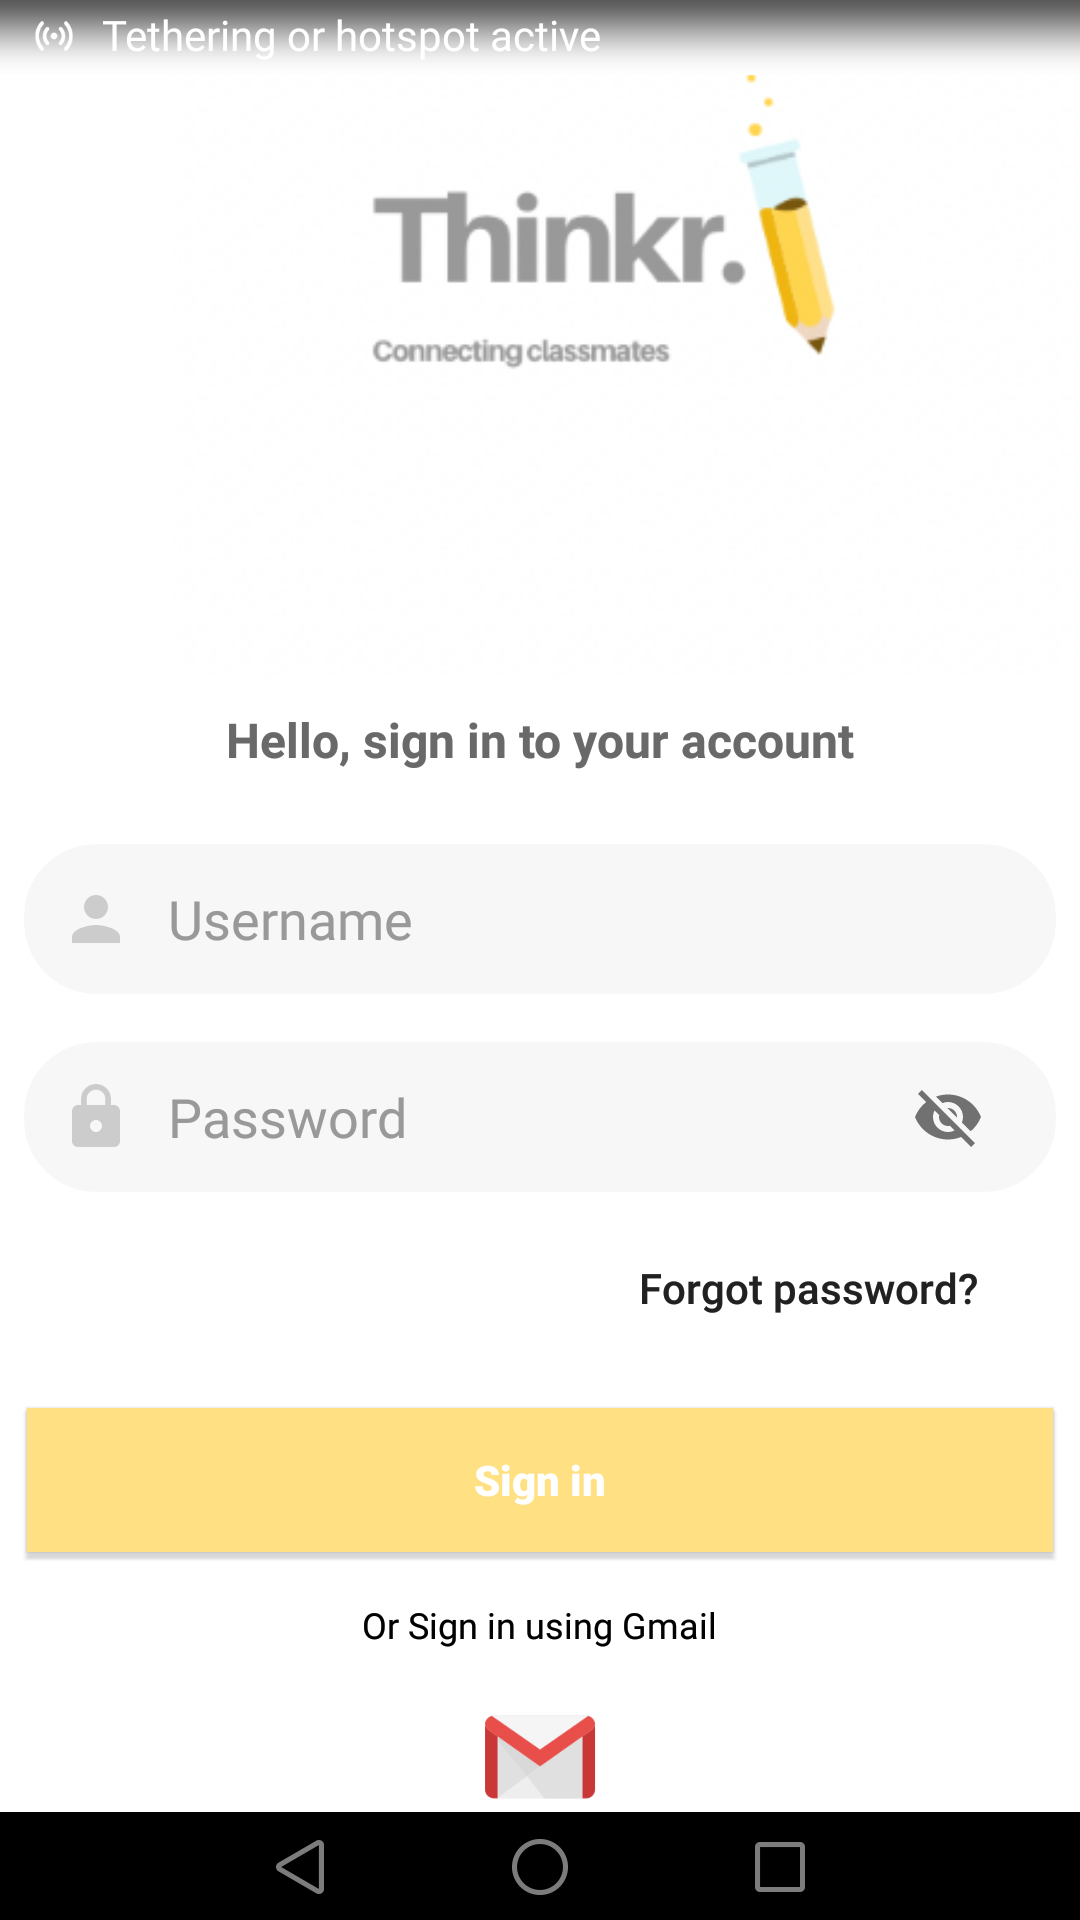 Tethering or hotspot active
Thinkr.
Connecting classmates
Hello, sign in to your account
Username
Password
Forgot password?
Sign in
Or Sign in using Gmail